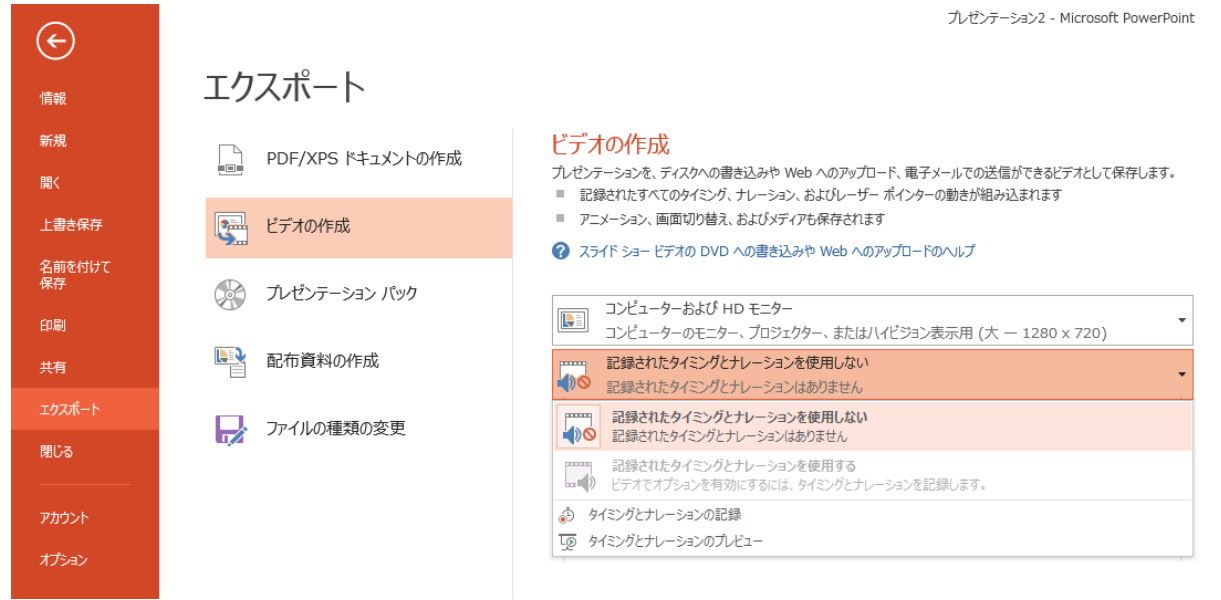 プレゼンテーション2 - Microsoft PowerPoint
情報
新規
開く
上書き保存
名前を付けて
保存
印刷
共有
エクスポート
閉じる
アカウント
オプション
エクスポート
PDF/XPS ドキュメントの作成
ビデオの作成
プレゼンテーション パック
配布資料の作成
ファイルの種類の変更
ビデオの作成
プレゼンテーションを、ディスクへの書き込みや Web へのアップロード、電子メールでの送信ができるビデオとして保存します。
記録されたすべてのタイミング、ナレーション、およびレーザー ポインターの動きが組み込まれます
アニメーション、画面切り替え、およびメディアも保存されます
スライド ショー ビデオの DVD への書き込みや Web へのアップロードのヘルプ
コンピューターおよび HD モニター
コンピューターのモニター、プロジェクター、またはハイビジョン表示用 (大 ー 1280 x 720)
記録されたタイミングとナレーションを使用しない
記録されたタイミングとナレーションはありません
記録されたタイミングとナレーションを使用しない
記録されたタイミングとナレーションはありません
記録されたタイミングとナレーションを使用する
ビデオでオプションを有効にするには、タイミングとナレーションを記録します。
タイミングとナレーションの記録
タイミングとナレーションのプレビュー